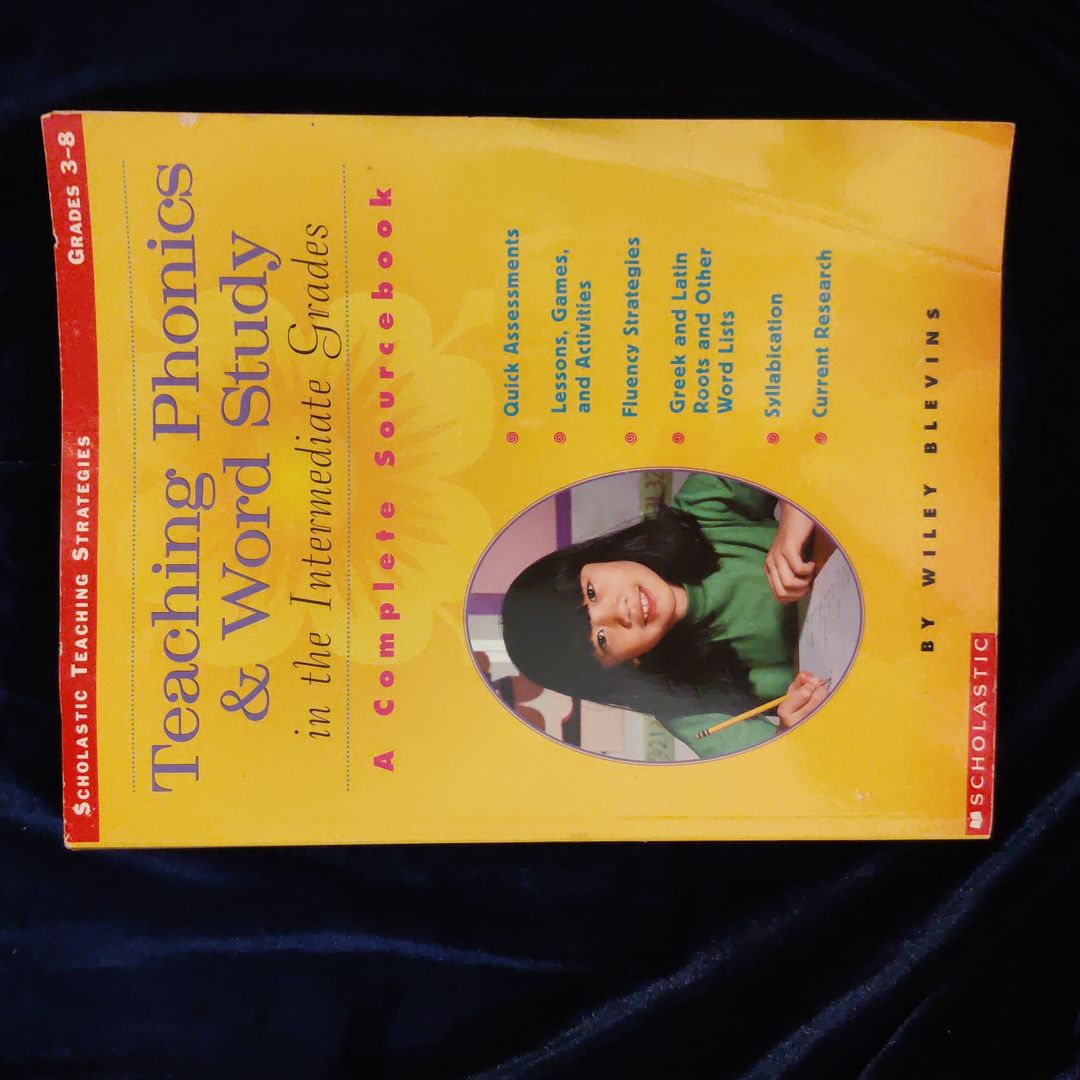 SCHOLASTIC TEACHING STRATEGIES GRADES 3–8
Teaching Phonics
& Word Study
in the Intermediate Grades
A Complete Sourcebook
Quick Assessments
Lessons, Games,
and Activities
Fluency Strategies
Greek and Latin
Roots and Other
Word Lists
Syllabication
Current Research
BY WILEY BLEVINS
SCHOLASTIC